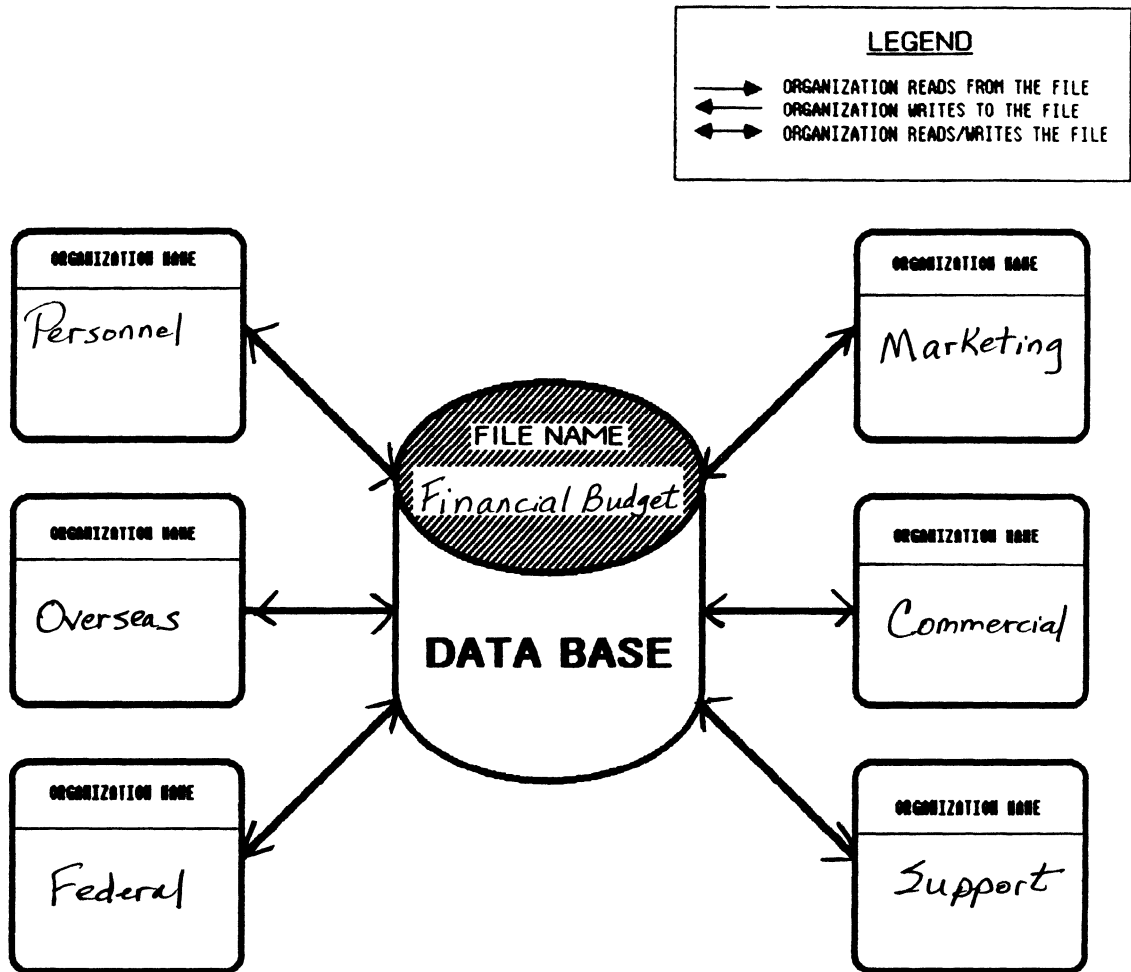 LEGEND
ORGANIZATION READS FROM THE FILE
ORGANIZATION WRITES TO THE FILE
ORGANIZATION READS/WRITES THE FILE
ORGANIZATION NAME
Personnel
ORGANIZATION NAME
Marketing
FILE NAME
Financial Budget
ORGANIZATION NAME
Overseas
ORGANIZATION NAME
Commercial
DATA BASE
ORGANIZATION NAME
Federal
ORGANIZATION NAME
Support